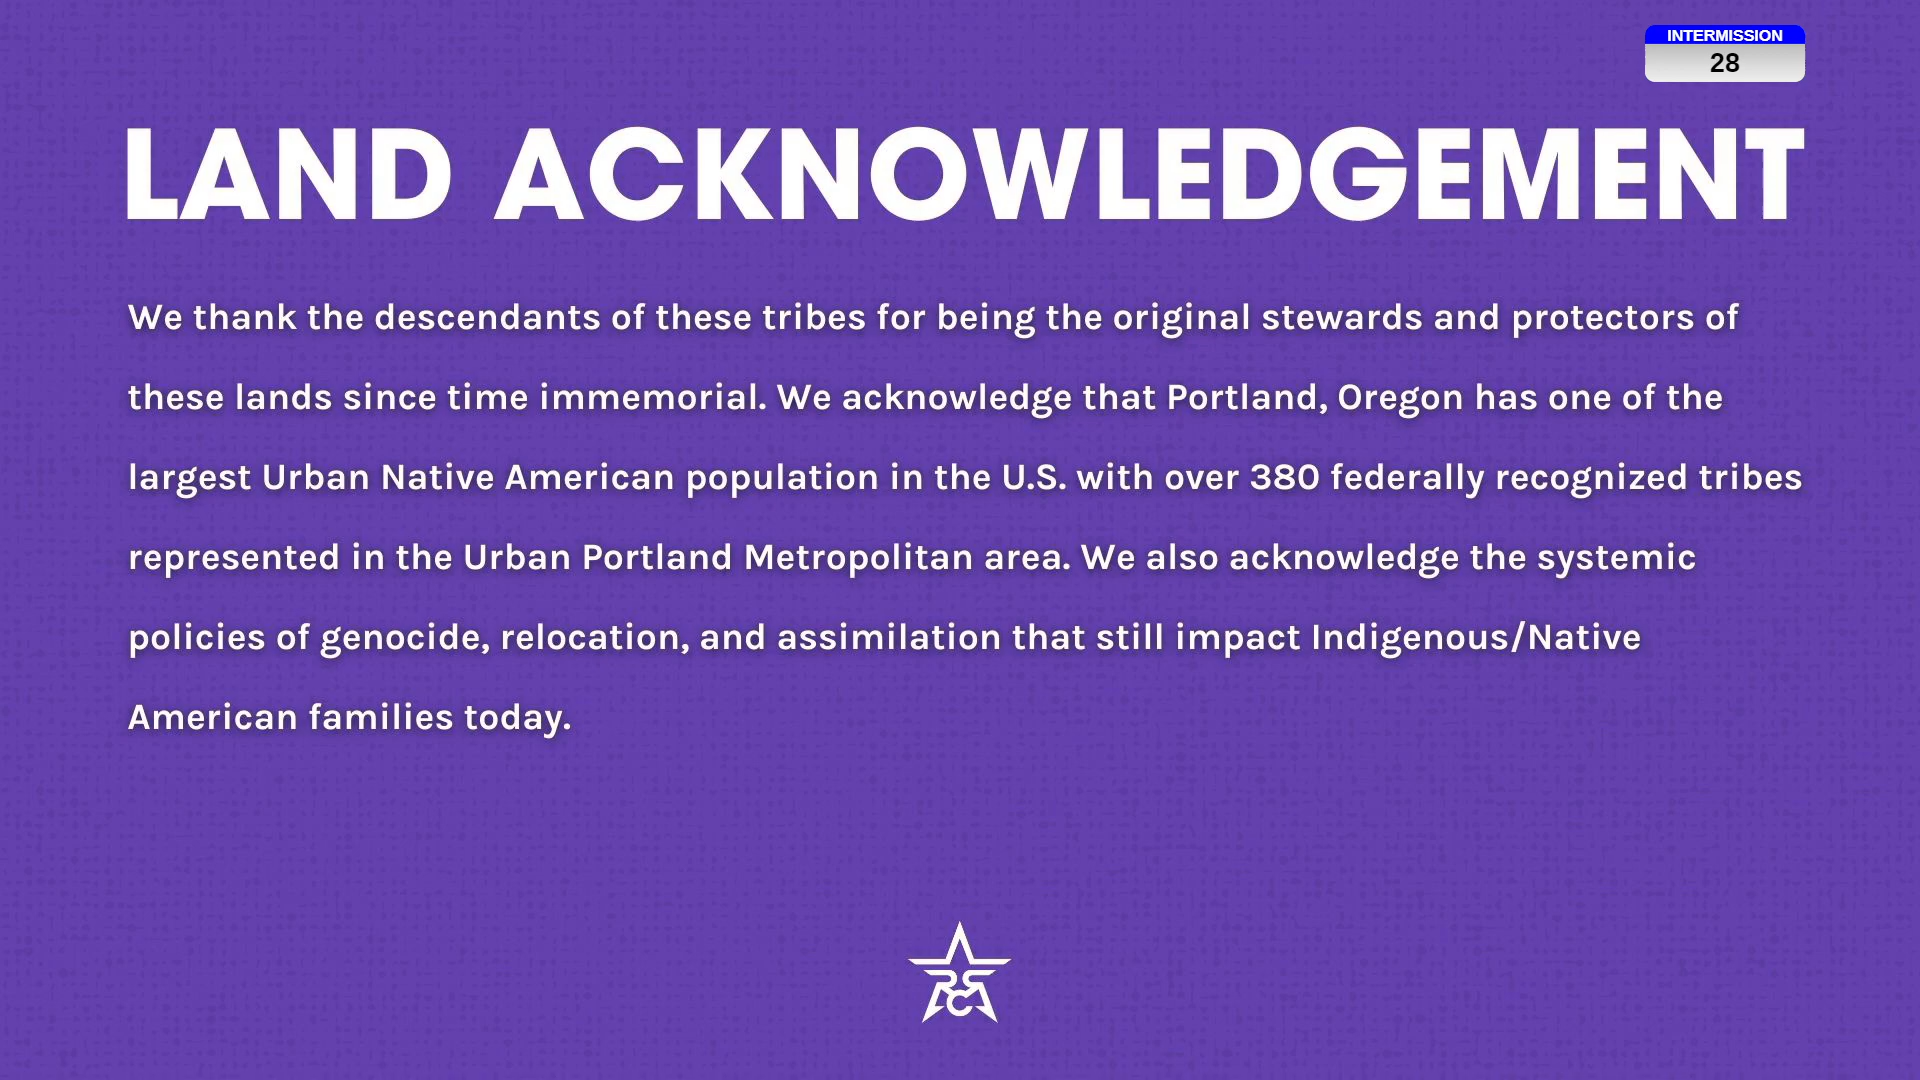 INTERMISSION
28
LAND ACKNOWLEDGEMENT
We thank the descendants of these tribes for being the original stewards and protectors of
these lands since time immemorial. We acknowledge that Portland, Oregon has one of the
largest Urban Native American population in the U.S. with over 380 federally recognized tribes
represented in the Urban Portland Metropolitan area. We also acknowledge the systemic
policies of genocide, relocation, and assimilation that still impact Indigenous/Native
American families today.